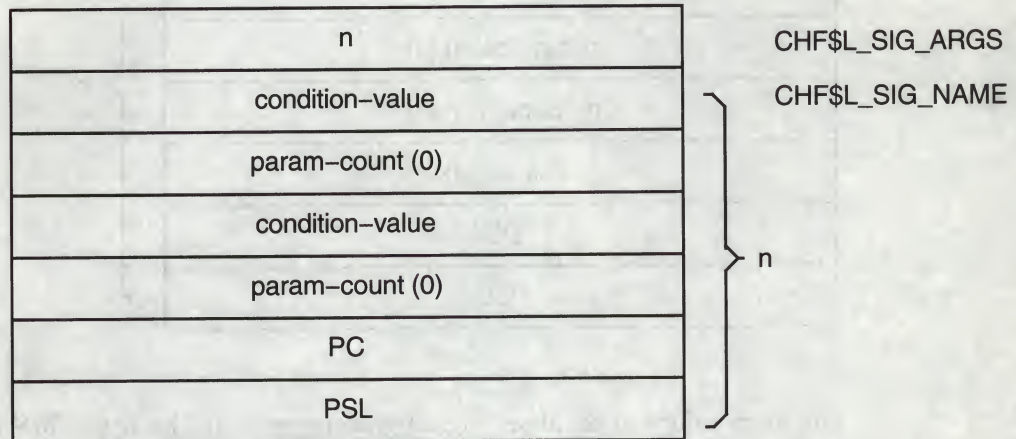 n CHF$L_SIG_ARGS
condition–value CHF$L_SIG_NAME
param–count (0)
condition–value
param–count (0)
n
PC
PSL